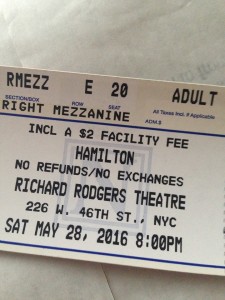 RMEZZ E 20 ADULT
SECTION/BOX ROW SEAT All Taxes Incl. if Applicable
RIGHT MEZZANINE ADM.$
INCL A $2 FACILITY FEE
HAMILTON
NO REFUNDS/NO EXCHANGES
RICHARD RODGERS THEATRE
226 W. 46TH ST., NYC
SAT MAY 28, 2016 8:00PM